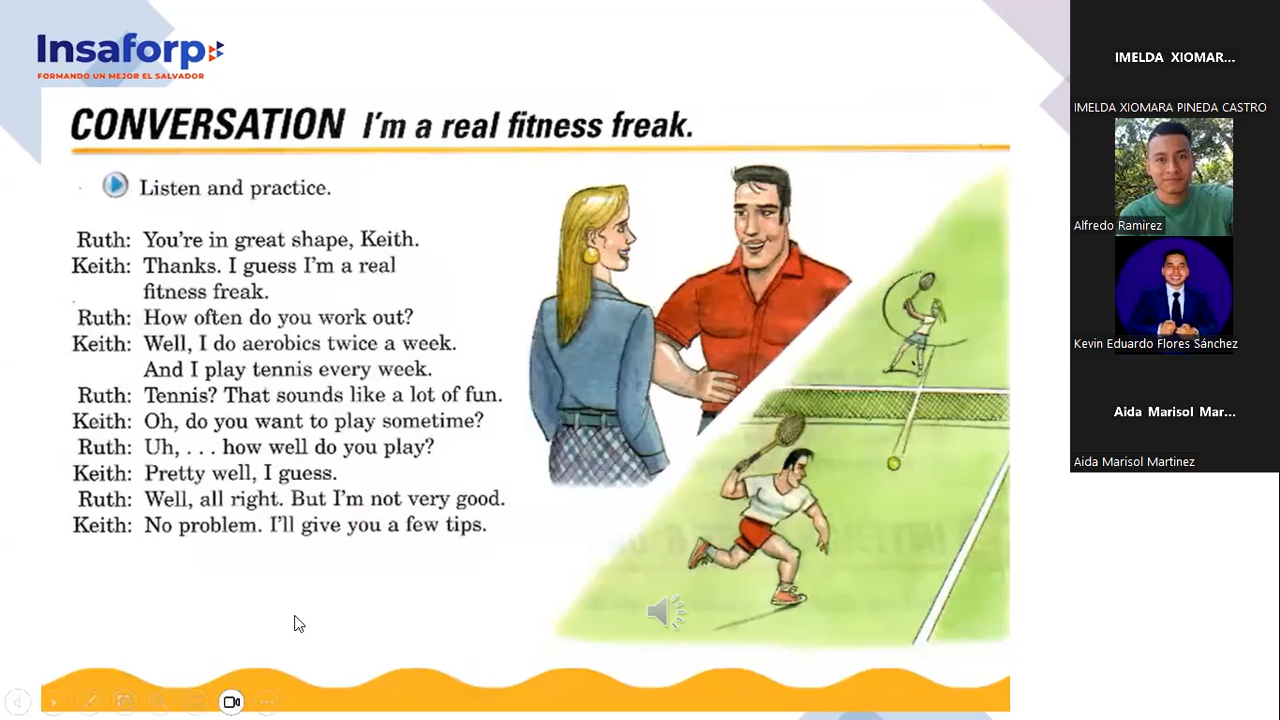 Insaforp
FORMANDO UN MEJOR EL SALVADOR
CONVERSATION I'm a real fitness freak.
Listen and practice.
Ruth: You're in great shape, Keith.
Keith: Thanks. I guess I'm a real
fitness freak.
Ruth: How often do you work out?
Keith: Well, I do aerobics twice a week.
And I play tennis every week.
Ruth: Tennis? That sounds like a lot of fun.
Keith: Oh, do you want to play sometime?
Ruth: Uh, . . . how well do you play?
Keith: Pretty well, I guess.
Ruth: Well, all right. But I'm not very good.
Keith: No problem. I'll give you a few tips.
IMELDA XIOMAR...
IMELDA XIOMARA PINEDA CASTRO
Alfredo Ramirez
Kevin Eduardo Flores Sánchez
Aida Marisol Mar...
Aida Marisol Martinez